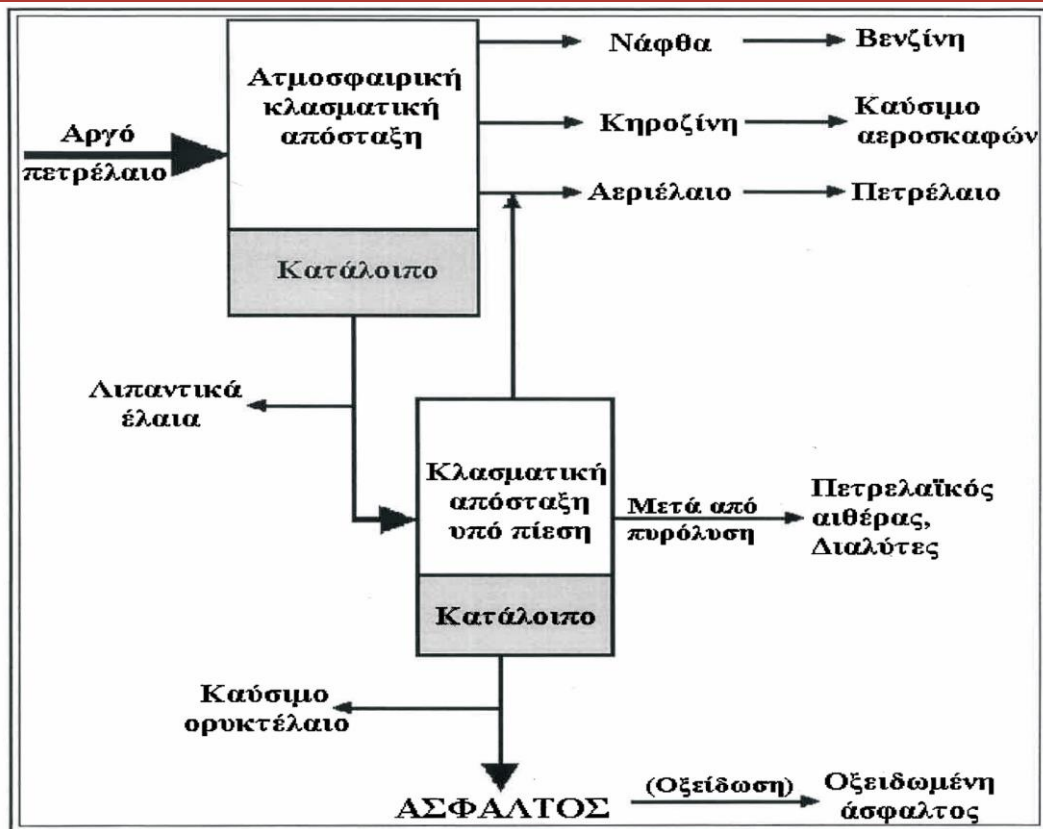 Αργό
πετρέλαιο
Ατμοσφαιρική
κλασματική
απόσταξη
Κατάλοιπο
Νάφθα
Βενζίνη
Κηροζίνη
Καύσιμο
αεροσκαφών
Αεριέλαιο
Πετρέλαιο
Λιπαντικά
έλαια
Κλασματική
απόσταξη
υπό πίεση
Κατάλοιπο
Μετά από
πυρόλυση
Πετρελαϊκός
αιθέρας,
Διαλύτες
Καύσιμο
ορυκτέλαιο
ΑΣΦΑΛΤΟΣ
(Οξείδωση)
Οξειδωμένη
άσφαλτος